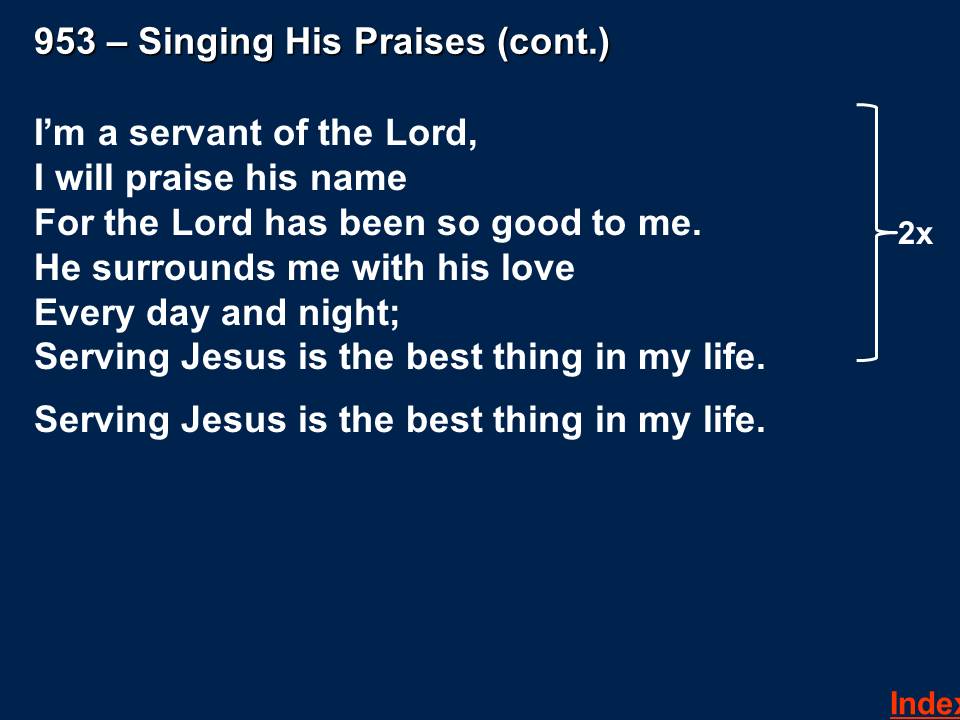 953 – Singing His Praises (cont.)
I’m a servant of the Lord,
I will praise his name
For the Lord has been so good to me.
He surrounds me with his love
Every day and night;
Serving Jesus is the best thing in my life.
2x
Serving Jesus is the best thing in my life.
Index